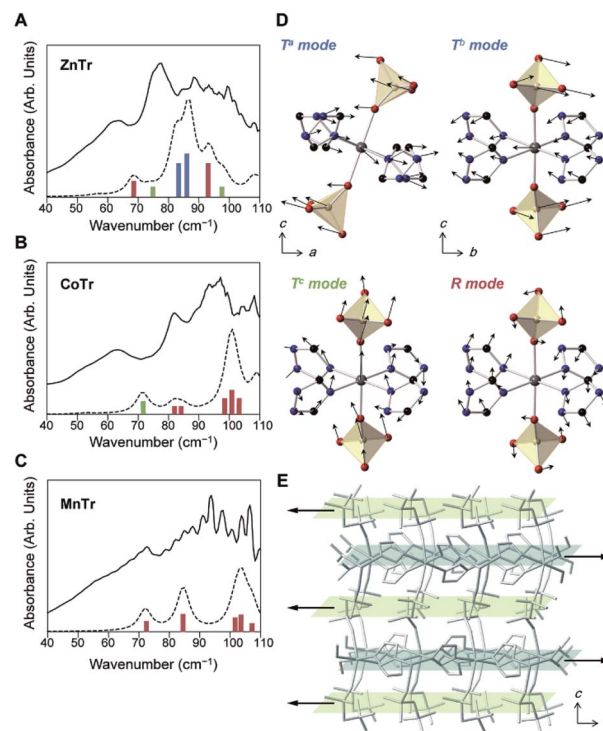 A
ZnTr
Absorbance (Arb. Units)
40 50 60 70 80 90 100 110
Wavenumber (cm⁻¹)
B
CoTr
Absorbance (Arb. Units)
40 50 60 70 80 90 100 110
Wavenumber (cm⁻¹)
C
MnTr
Absorbance (Arb. Units)
40 50 60 70 80 90 100 110
Wavenumber (cm⁻¹)
D
Tᵃ mode
Tᵇ mode
c
a
c
b
Tᶜ mode
R mode
E
c